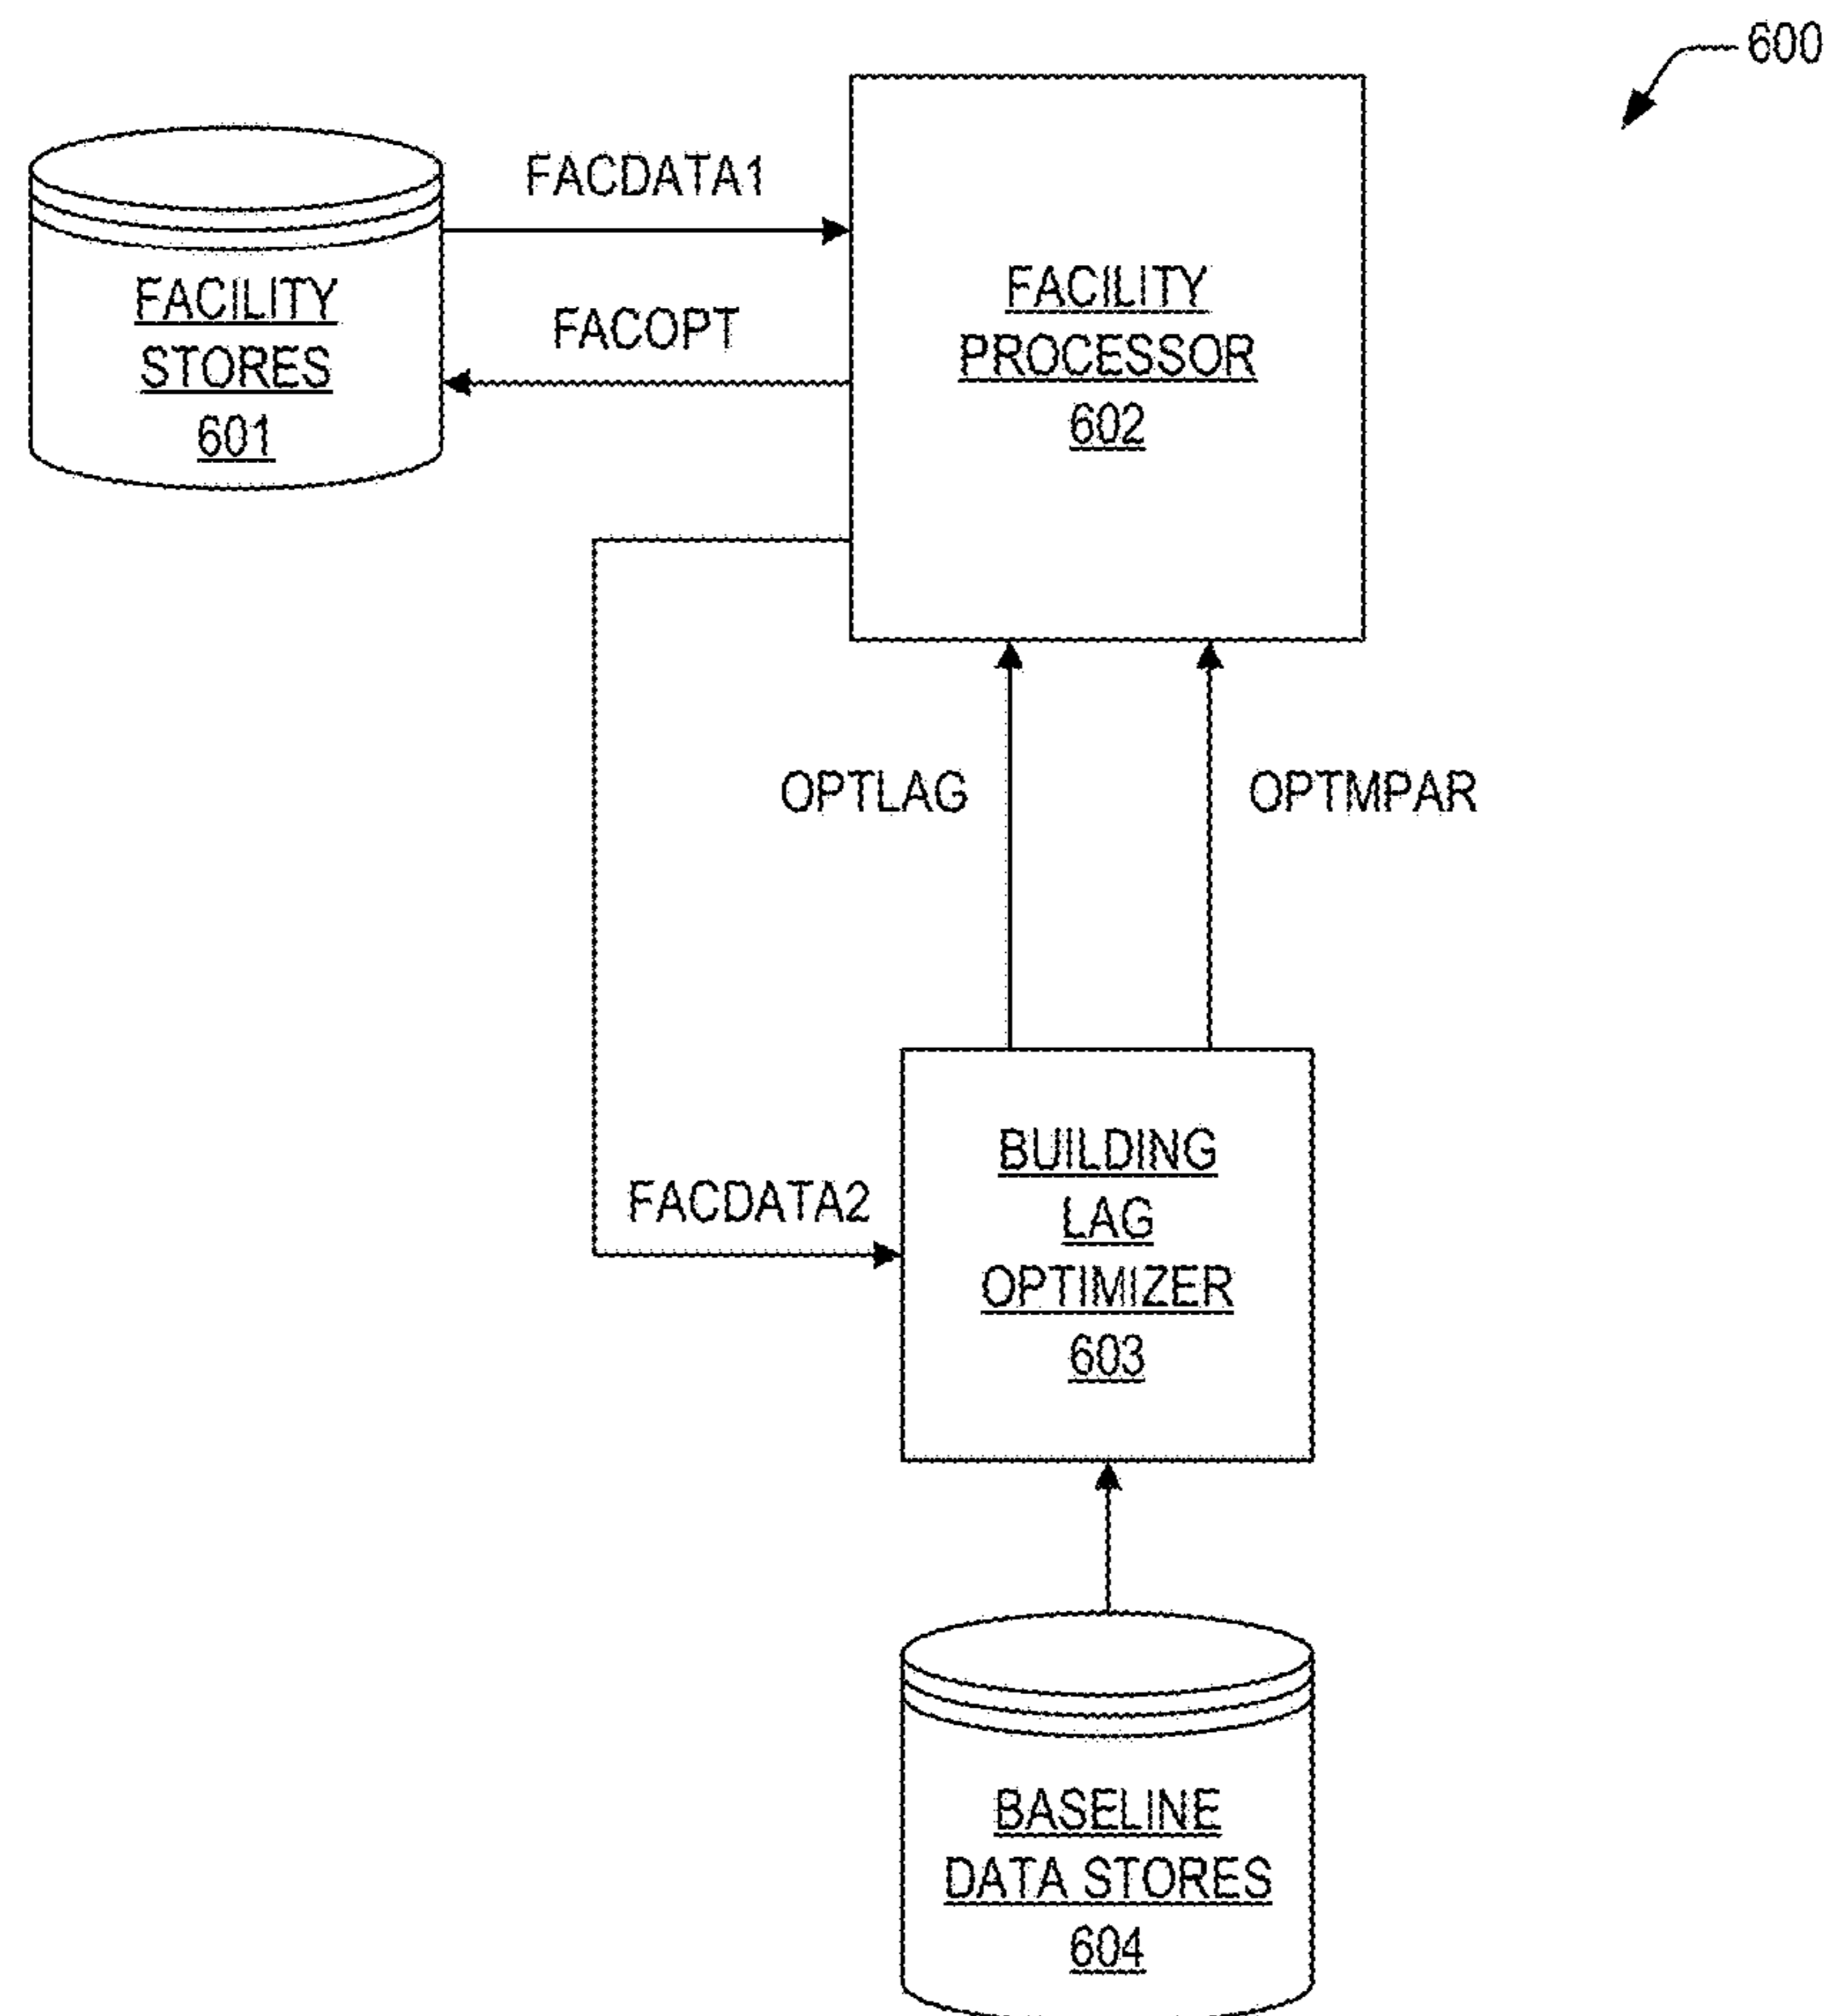 600
FACDATA1
FACILITY
STORES
601
FACOPT
FACILITY
PROCESSOR
602
OPTLAG
OPTMPAR
FACDATA2
BUILDING
LAG
OPTIMIZER
603
BASELINE
DATA STORES
604